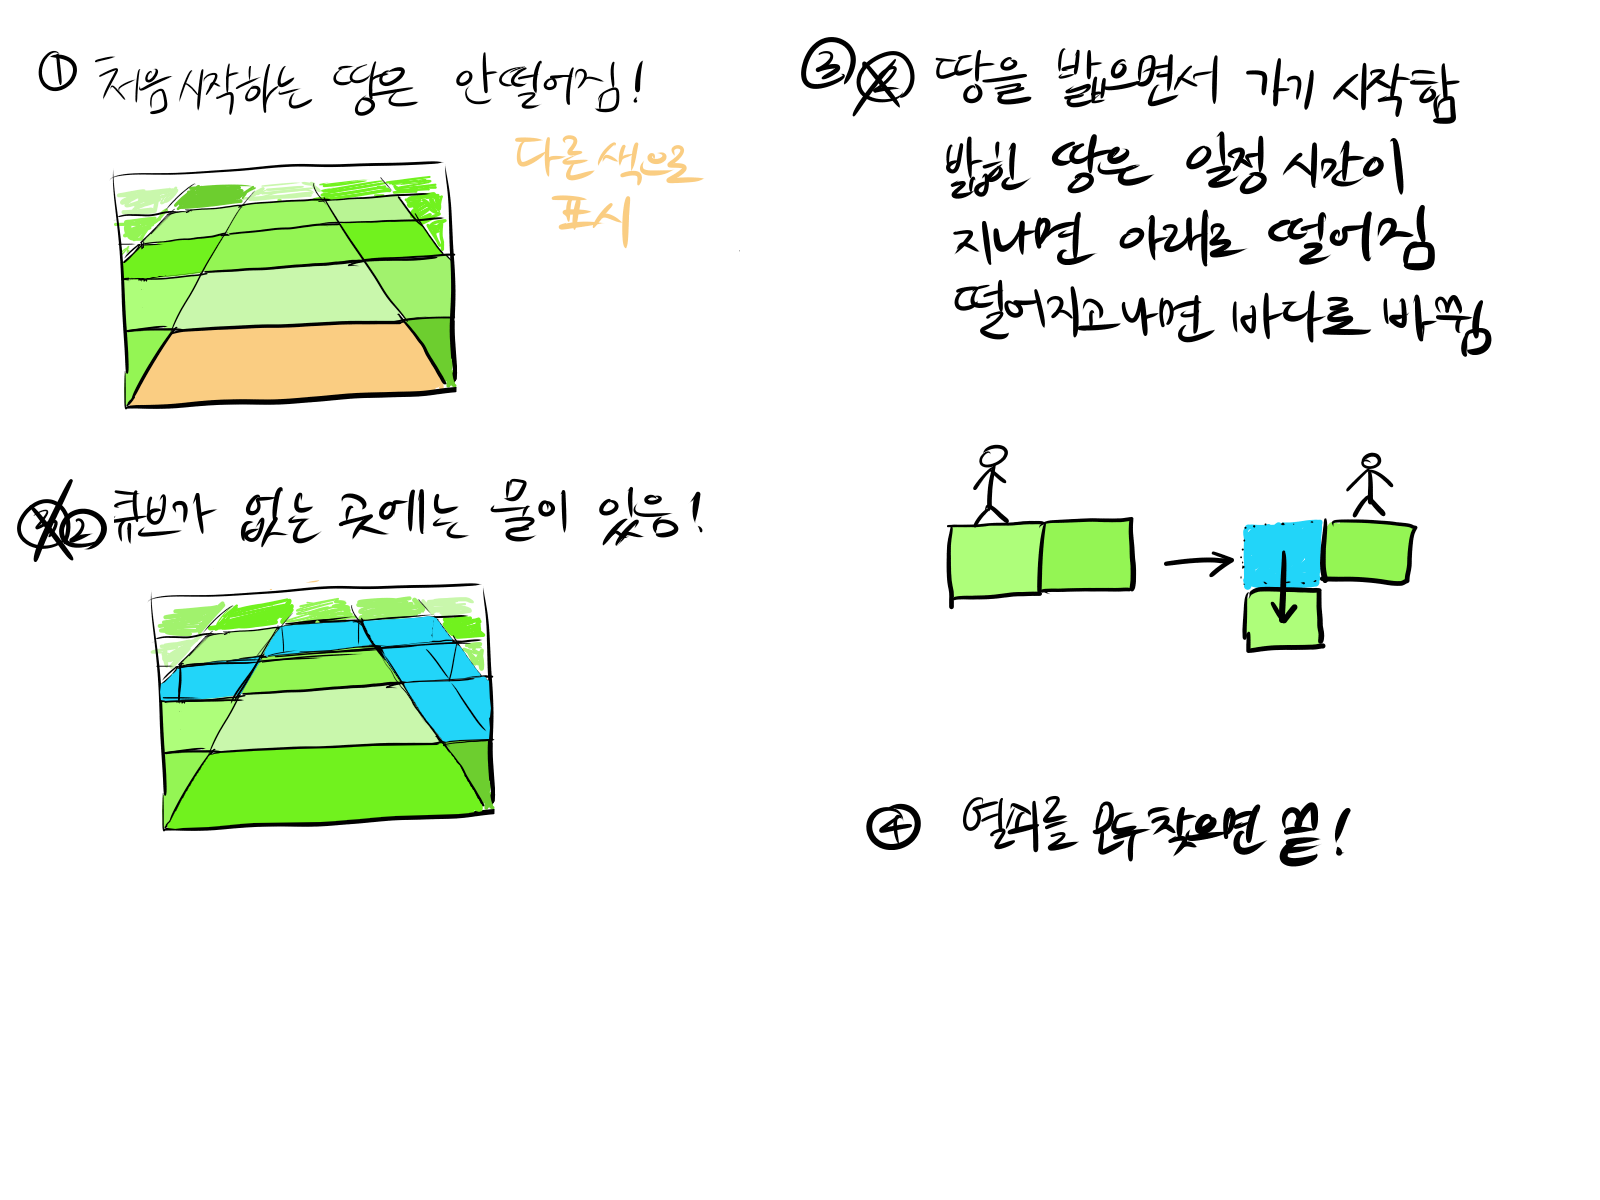 ① 처음 시작하는 땅은 안떨어짐!
다른색으로
표시
② 큐브가 없는 곳에는 물이 있음!
③ 땅을 밟으면서 가기 시작함
밟힌 땅은 일정 시간이
지나면 아래로 떨어짐
떨어지고나면 바다로 바뀜
④ 열쇠를 모두 찾으면 끝!